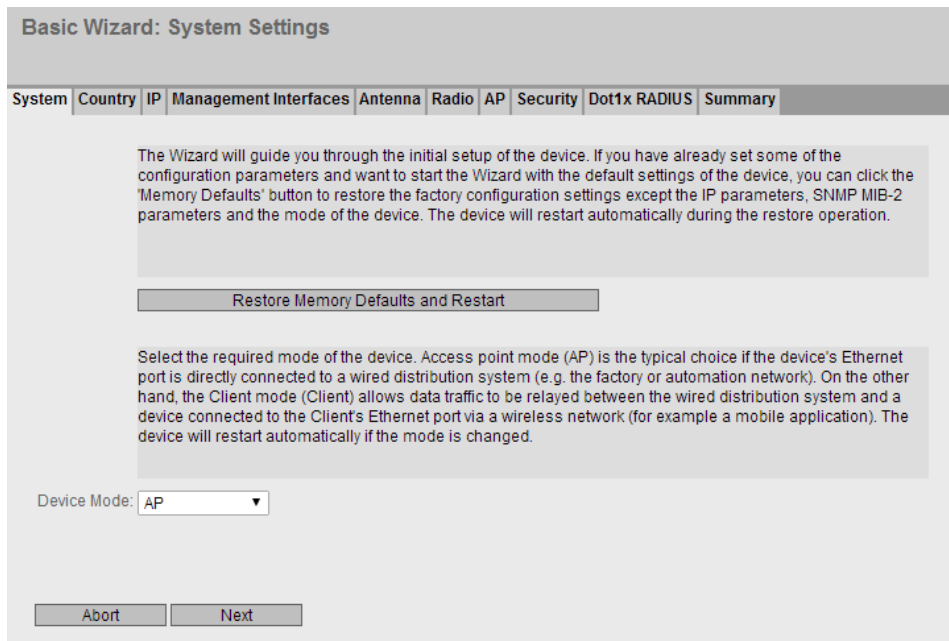 Basic Wizard: System Settings
System Country IP Management Interfaces Antenna Radio AP Security Dot1x RADIUS Summary
The Wizard will guide you through the initial setup of the device. If you have already set some of the
configuration parameters and want to start the Wizard with the default settings of the device, you can click the
'Memory Defaults' button to restore the factory configuration settings except the IP parameters, SNMP MIB-2
parameters and the mode of the device. The device will restart automatically during the restore operation.
Restore Memory Defaults and Restart
Select the required mode of the device. Access point mode (AP) is the typical choice if the device's Ethernet
port is directly connected to a wired distribution system (e.g. the factory or automation network). On the other
hand, the Client mode (Client) allows data traffic to be relayed between the wired distribution system and a
device connected to the Client's Ethernet port via a wireless network (for example a mobile application). The
device will restart automatically if the mode is changed.
Device Mode: AP
Abort Next